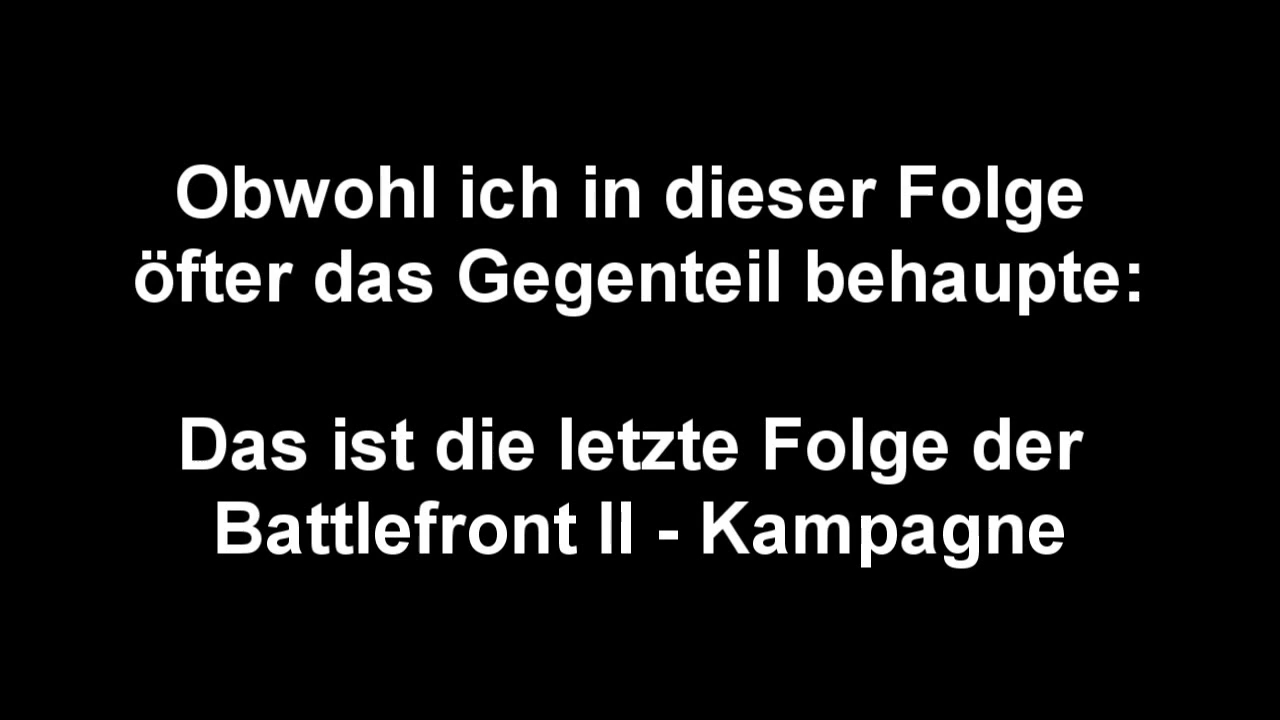 Obwohl ich in dieser Folge
öfter das Gegenteil behaupte:
Das ist die letzte Folge der
Battlefront II - Kampagne